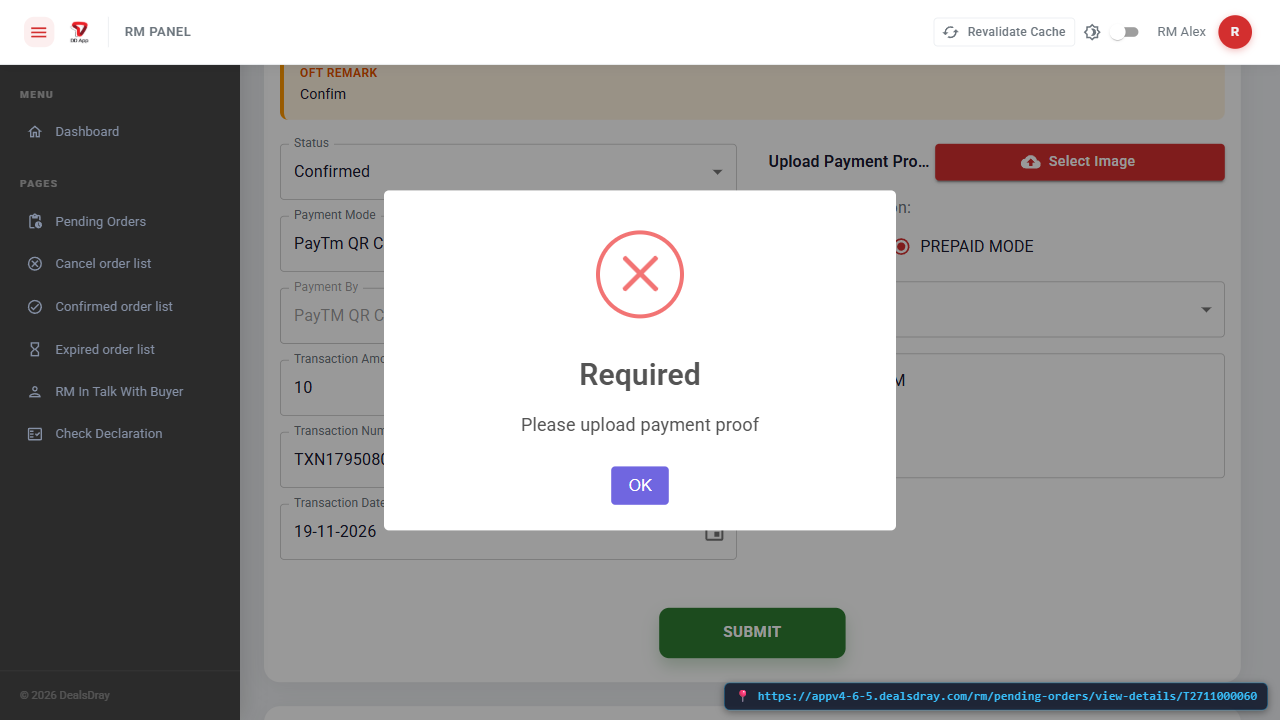 DD App
RM PANEL
Revalidate Cache
RM Alex
R
MENU
Dashboard
PAGES
Pending Orders
Cancel order list
Confirmed order list
Expired order list
RM In Talk With Buyer
Check Declaration
© 2026 DealsDray
OFT REMARK
Confim
Status
Confirmed
Upload Payment Pro...
Select Image
Payment Mode
PayTm QR C
on:
PREPAID MODE
Payment By
PayTM QR C
Transaction Amo
10
M
Transaction Num
TXN1795080
Transaction Date
19-11-2026
Required
Please upload payment proof
OK
SUBMIT
https://appv4-6-5.dealsdray.com/rm/pending-orders/view-details/T2711000060